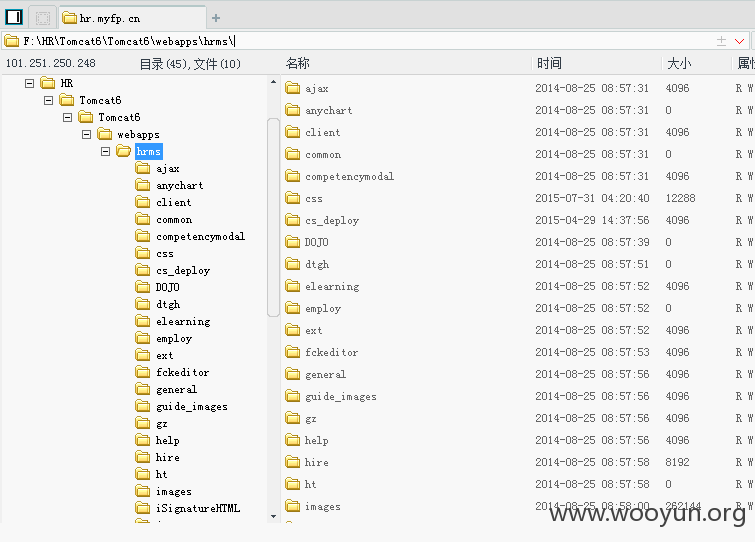 hr.myfp.cn
F:\HR\Tomcat6\Tomcat6\webapps\hrms\
101.251.250.248 目录(45),文件(10) 名称 时间 大小 属性
HR
Tomcat6
Tomcat6
webapps
hrms
ajax
anychart
client
common
competencymodal
css
cs_deploy
DOJO
dtgh
elearning
employ
ext
fckeditor
general
guide_images
gz
help
hire
ht
images
iSignatureHTML
ajax 2014-08-25 08:57:31 4096 R W
anychart 2014-08-25 08:57:31 0 R W
client 2014-08-25 08:57:31 4096 R W
common 2014-08-25 08:57:31 0 R W
competencymodal 2014-08-25 08:57:31 4096 R W
css 2015-07-31 04:20:40 12288 R W
cs_deploy 2015-04-29 14:37:56 4096 R W
DOJO 2014-08-25 08:57:39 0 R W
dtgh 2014-08-25 08:57:51 0 R W
elearning 2014-08-25 08:57:52 4096 R W
employ 2014-08-25 08:57:52 0 R W
ext 2014-08-25 08:57:52 4096 R W
fckeditor 2014-08-25 08:57:53 4096 R W
general 2014-08-25 08:57:56 4096 R W
guide_images 2014-08-25 08:57:56 4096 R W
gz 2014-08-25 08:57:56 4096 R W
help 2014-08-25 08:57:56 4096 R W
hire 2014-08-25 08:57:58 8192 R W
ht 2014-08-25 08:57:58 0 R W
images 2014-08-25 08:58:00 262144 R W
www.wooyun.org